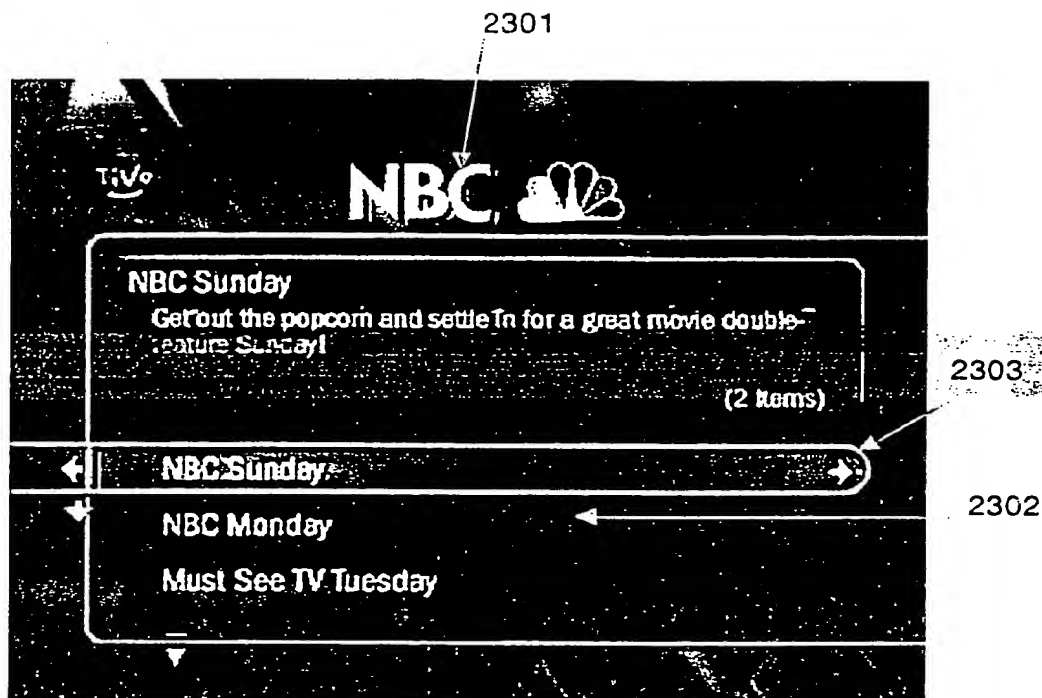 2301
TiVo
NBC
NBC Sunday
Get out the popcorn and settle in for a great movie double-
feature Sunday!
(2 Items)
2303
NBC Sunday
2302
NBC Monday
Must See TV Tuesday